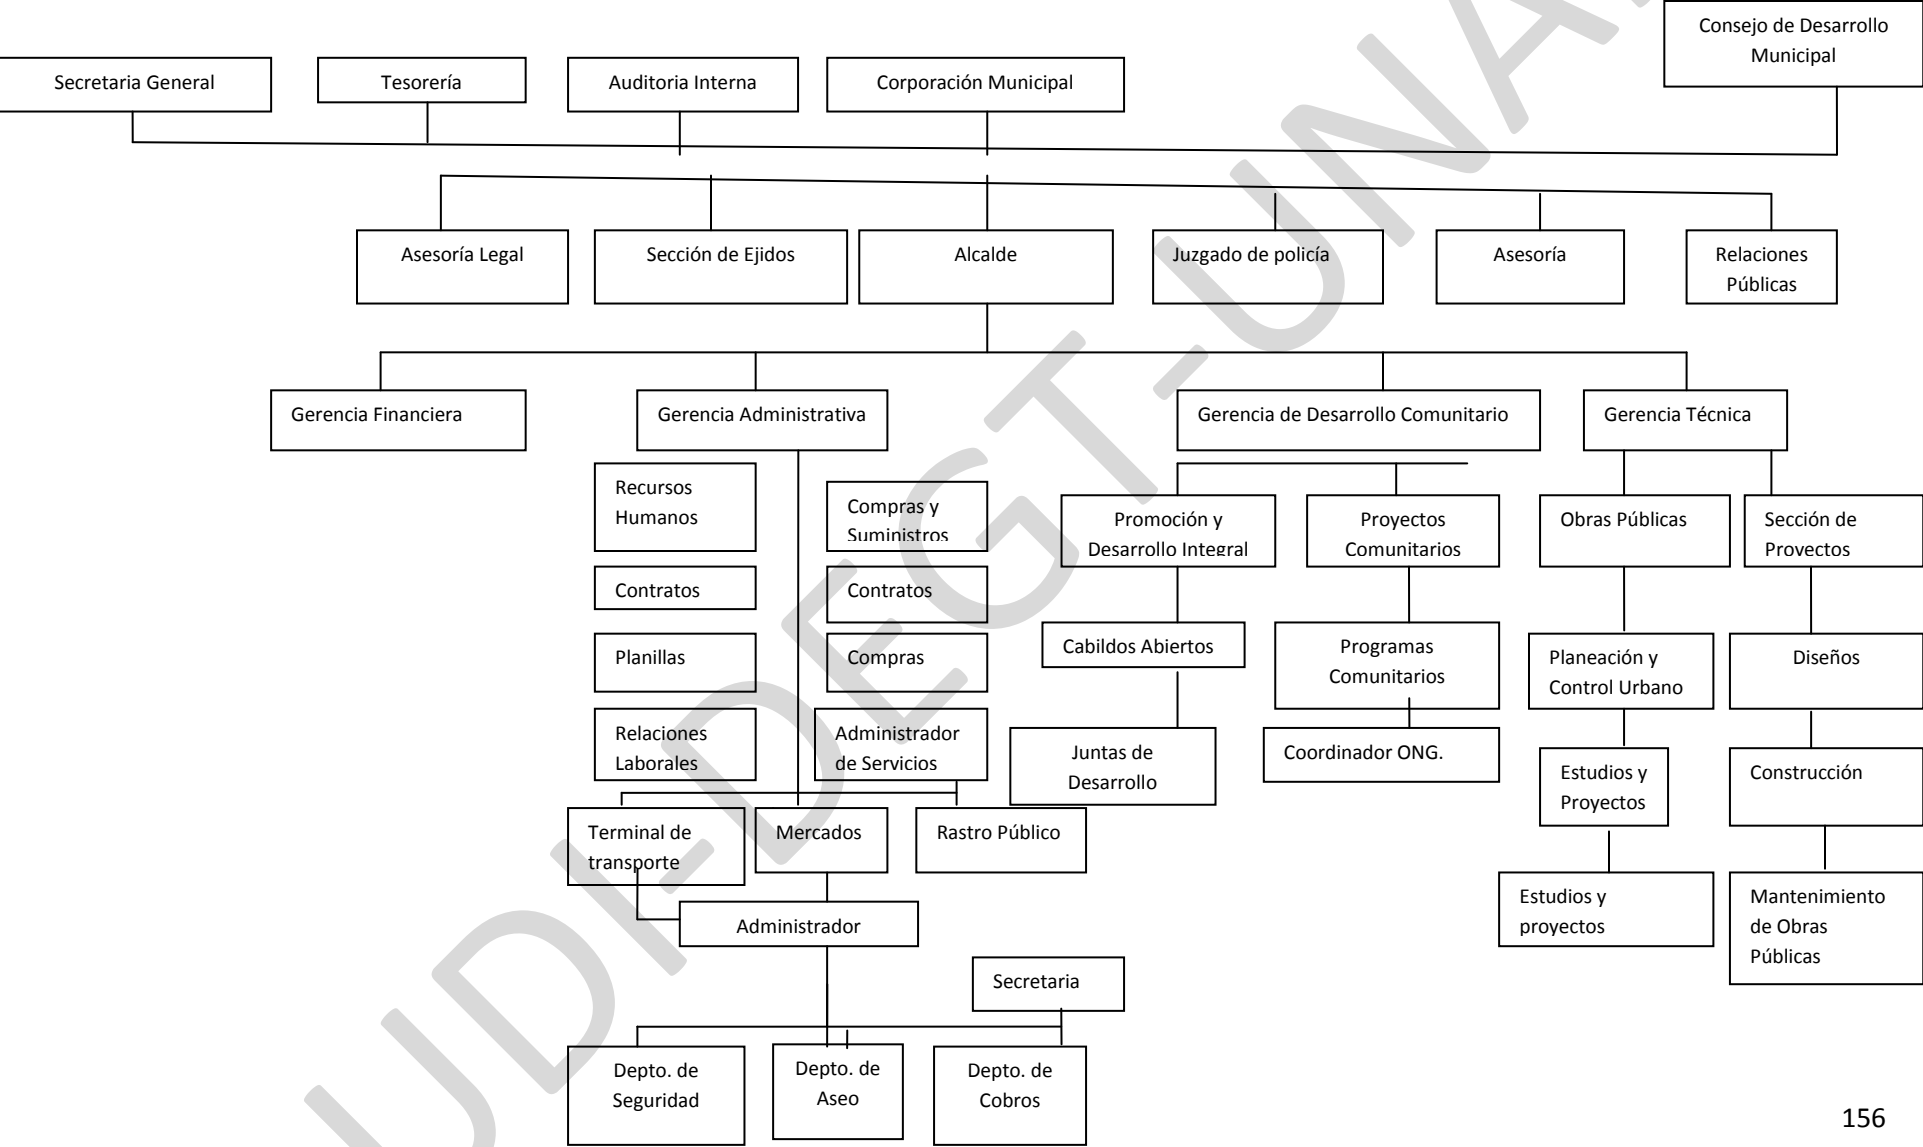 Consejo de Desarrollo
Municipal
Secretaria General
Tesorería
Auditoria Interna
Corporación Municipal
Asesoría Legal
Sección de Ejidos
Alcalde
Juzgado de policía
Asesoría
Relaciones
Públicas
Gerencia Financiera
Gerencia Administrativa
Gerencia de Desarrollo Comunitario
Gerencia Técnica
Recursos
Humanos
Compras y
Suministros
Promoción y
Desarrollo Integral
Proyectos
Comunitarios
Obras Públicas
Sección de
Proyectos
Contratos
Contratos
Cabildos Abiertos
Programas
Comunitarios
Planeación y
Control Urbano
Diseños
Planillas
Compras
Relaciones
Laborales
Administrador
de Servicios
Juntas de
Desarrollo
Coordinador ONG.
Estudios y
Proyectos
Construcción
Terminal de
transporte
Mercados
Rastro Público
Estudios y
proyectos
Mantenimiento
de Obras
Públicas
Administrador
Secretaria
Depto. de
Seguridad
Depto. de
Aseo
Depto. de
Cobros
156
UDI-DEGT-UNA